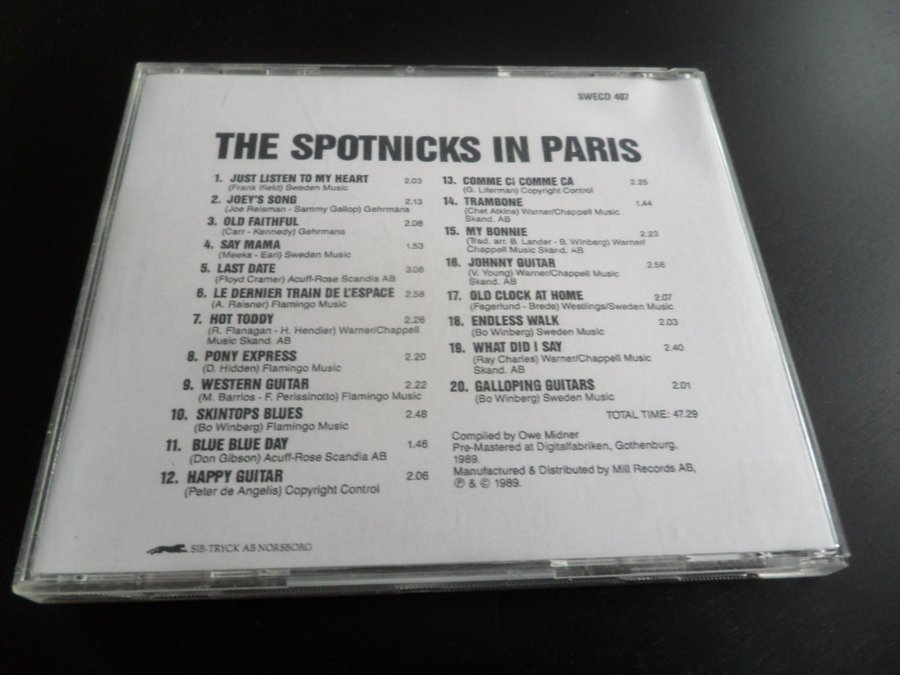 SWECD 407
THE SPOTNICKS IN PARIS
1. JUST LISTEN TO MY HEART 2.03
(Frank Ifield) Sweden Music
2. JOEY'S SONG 2.13
(Joe Reisman - Sammy Gallop) Gehrmans
3. OLD FAITHFUL 2.08
(Carr - Kennedy) Gehrmans
4. SAY MAMA 1.53
(Meeks - Earl) Sweden Music
5. LAST DATE 3.08
(Floyd Cramer) Acuff-Rose Scandia AB
6. LE DERNIER TRAIN DE L'ESPACE 2.58
(A. Raisner) Flamingo Music
7. HOT TODDY 2.26
(R. Flanagan - H. Hendler) Warner/Chappell
Music Skand. AB
8. PONY EXPRESS 2.20
(D. Hidden) Flamingo Music
9. WESTERN GUITAR 2.22
(M. Barrios - F. Perissinotto) Flamingo Music
10. SKINTOPS BLUES 2.48
(Bo Winberg) Flamingo Music
11. BLUE BLUE DAY 1.46
(Don Gibson) Acuff-Rose Scandia AB
12. HAPPY GUITAR 2.06
(Peter de Angelis) Copyright Control
13. COMME CI COMME CA 2.25
(G. Liferman) Copyright Control
14. TRAMBONE 1.44
(Chet Atkins) Warner/Chappell Music
Skand. AB
15. MY BONNIE 2.23
(Trad. arr. B. Lander - B. Winberg) Warner/
Chappell Music Skand. AB
16. JOHNNY GUITAR 2.56
(V. Young) Warner/Chappell Music
Skand. AB
17. OLD CLOCK AT HOME 2.07
(Fagerlund - Brede) Westlings/Sweden Music
18. ENDLESS WALK 2.03
(Bo Winberg) Sweden Music
19. WHAT DID I SAY 2.40
(Ray Charles) Warner/Chappell Music
Skand. AB
20. GALLOPING GUITARS 2.01
(Bo Winberg) Sweden Music
TOTAL TIME: 47.29
Compiled by Owe Midner
Pre-Mastered at Digitalfabriken, Gothenburg.
1989.
Manufactured & Distributed by Mill Records AB,
℗ & © 1989.
SIB-TRYCK AB NORSBORG